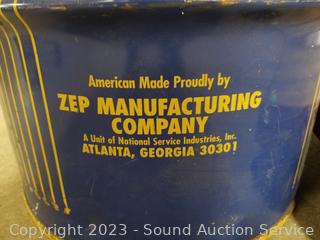 American Made Proudly by
ZEP MANUFACTURING
COMPANY
A Unit of National Service Industries, Inc.
ATLANTA, GEORGIA 30301
Copyright 2023 - Sound Auction Service